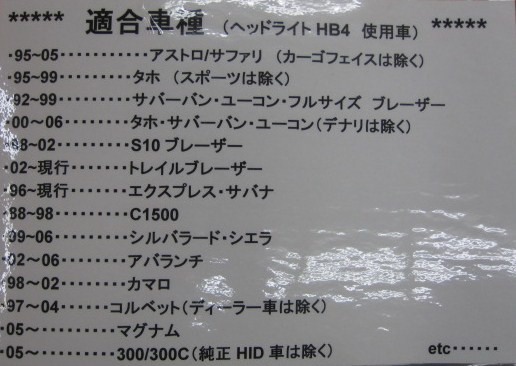 ***** 適合車種 (ヘッドライト HB4 使用車) *****
・95~05・・・・・・・・・・・アストロ/サファリ (カーゴフェイスは除く)
・95~99・・・・・・・・・・タホ (スポーツは除く)
・92~99・・・・・・・・・・サバーバン・ユーコン・フルサイズ ブレーザー
・00~06・・・・・・・・・・タホ・サバーバン・ユーコン(デナリは除く)
98~02・・・・・・・・・・S10 ブレーザー
・02~現行・・・・・・・・トレイルブレーザー
・96~現行・・・・・・・・エクスプレス・サバナ
88~98・・・・・・・・・・C1500
99~06・・・・・・・・・・シルバラード・シエラ
02~06・・・・・・・・・・アバランチ
98~02・・・・・・・・・・カマロ
・97~04・・・・・・コルベット(ディーラー車は除く)
・05~・・・・・・・・・・マグナム
・05~・・・・・・・・・・300/300C(純正 HID 車は除く) etc・・・・・・